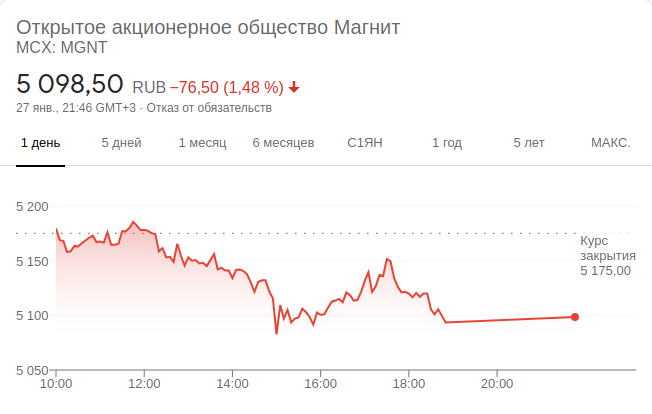 Открытое акционерное общество Магнит
MCX: MGNT
5 098,50 RUB −76,50 (1,48 %)
27 янв., 21:46 GMT+3 · Отказ от обязательств
1 день 5 дней 1 месяц 6 месяцев С1ЯН 1 год 5 лет МАКС.
5 200
5 150
5 100
5 050
Курс
закрытия
5 175,00
10:00 12:00 14:00 16:00 18:00 20:00